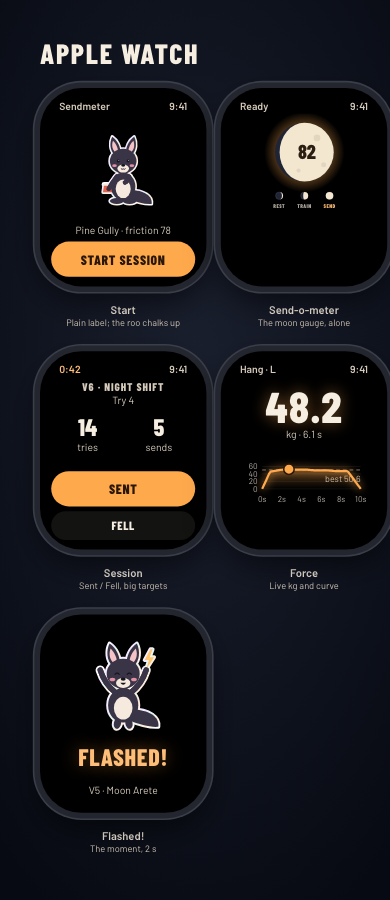 APPLE WATCH
Sendmeter 9:41
Pine Gully · friction 78
START SESSION
Start
Plain label; the roo chalks up
Ready 9:41
82
REST TRAIN SEND
Send-o-meter
The moon gauge, alone
0:42 9:41
V6 · NIGHT SHIFT
Try 4
14 5
tries sends
SENT
FELL
Session
Sent / Fell, big targets
Hang · L 9:41
48.2
kg · 6.1 s
60
40
20
0
best 50.6
0s 2s 4s 6s 8s 10s
Force
Live kg and curve
FLASHED!
V5 · Moon Arete
Flashed!
The moment, 2 s